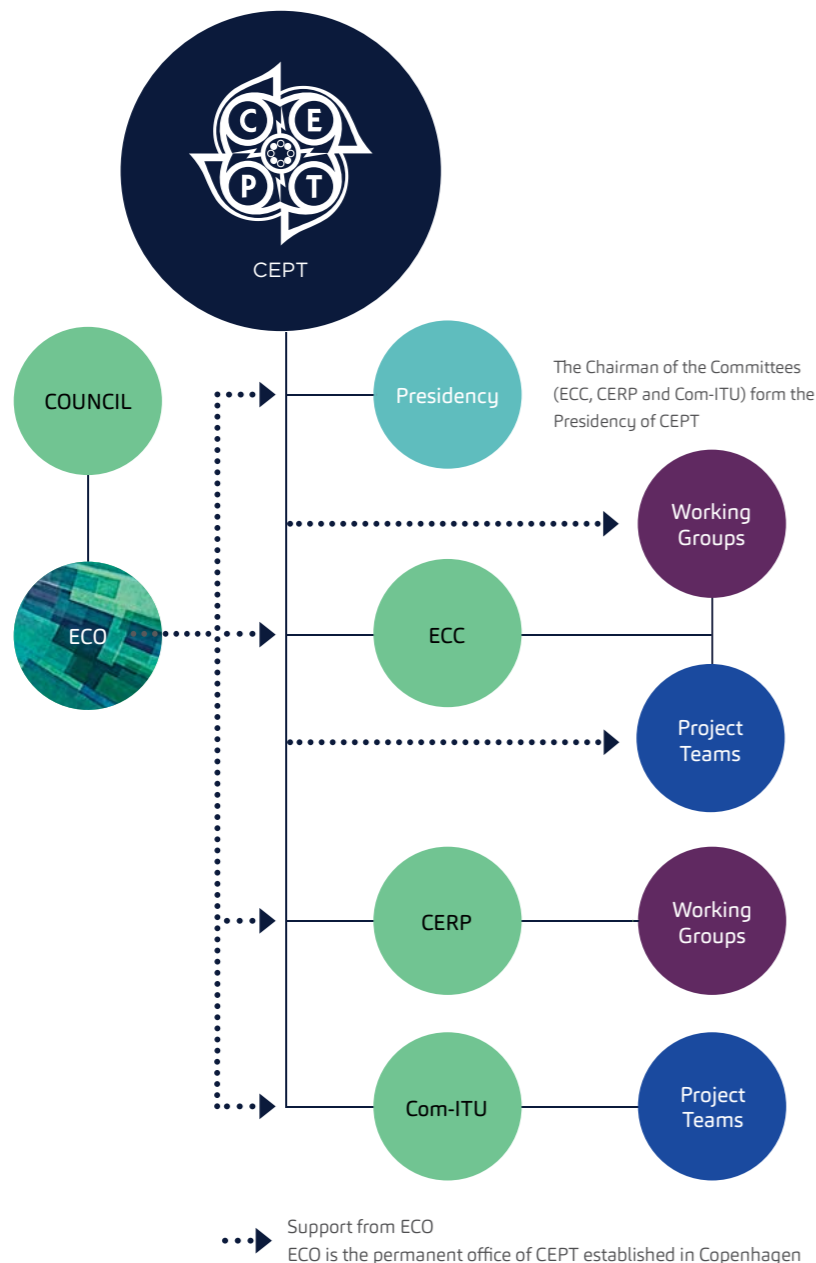 C E
P T
CEPT
COUNCIL
Presidency
The Chairman of the Committees
(ECC, CERP and Com-ITU) form the
Presidency of CEPT
Working
Groups
ECO
ECC
Project
Teams
CERP
Working
Groups
Com-ITU
Project
Teams
Support from ECO
ECO is the permanent office of CEPT established in Copenhagen